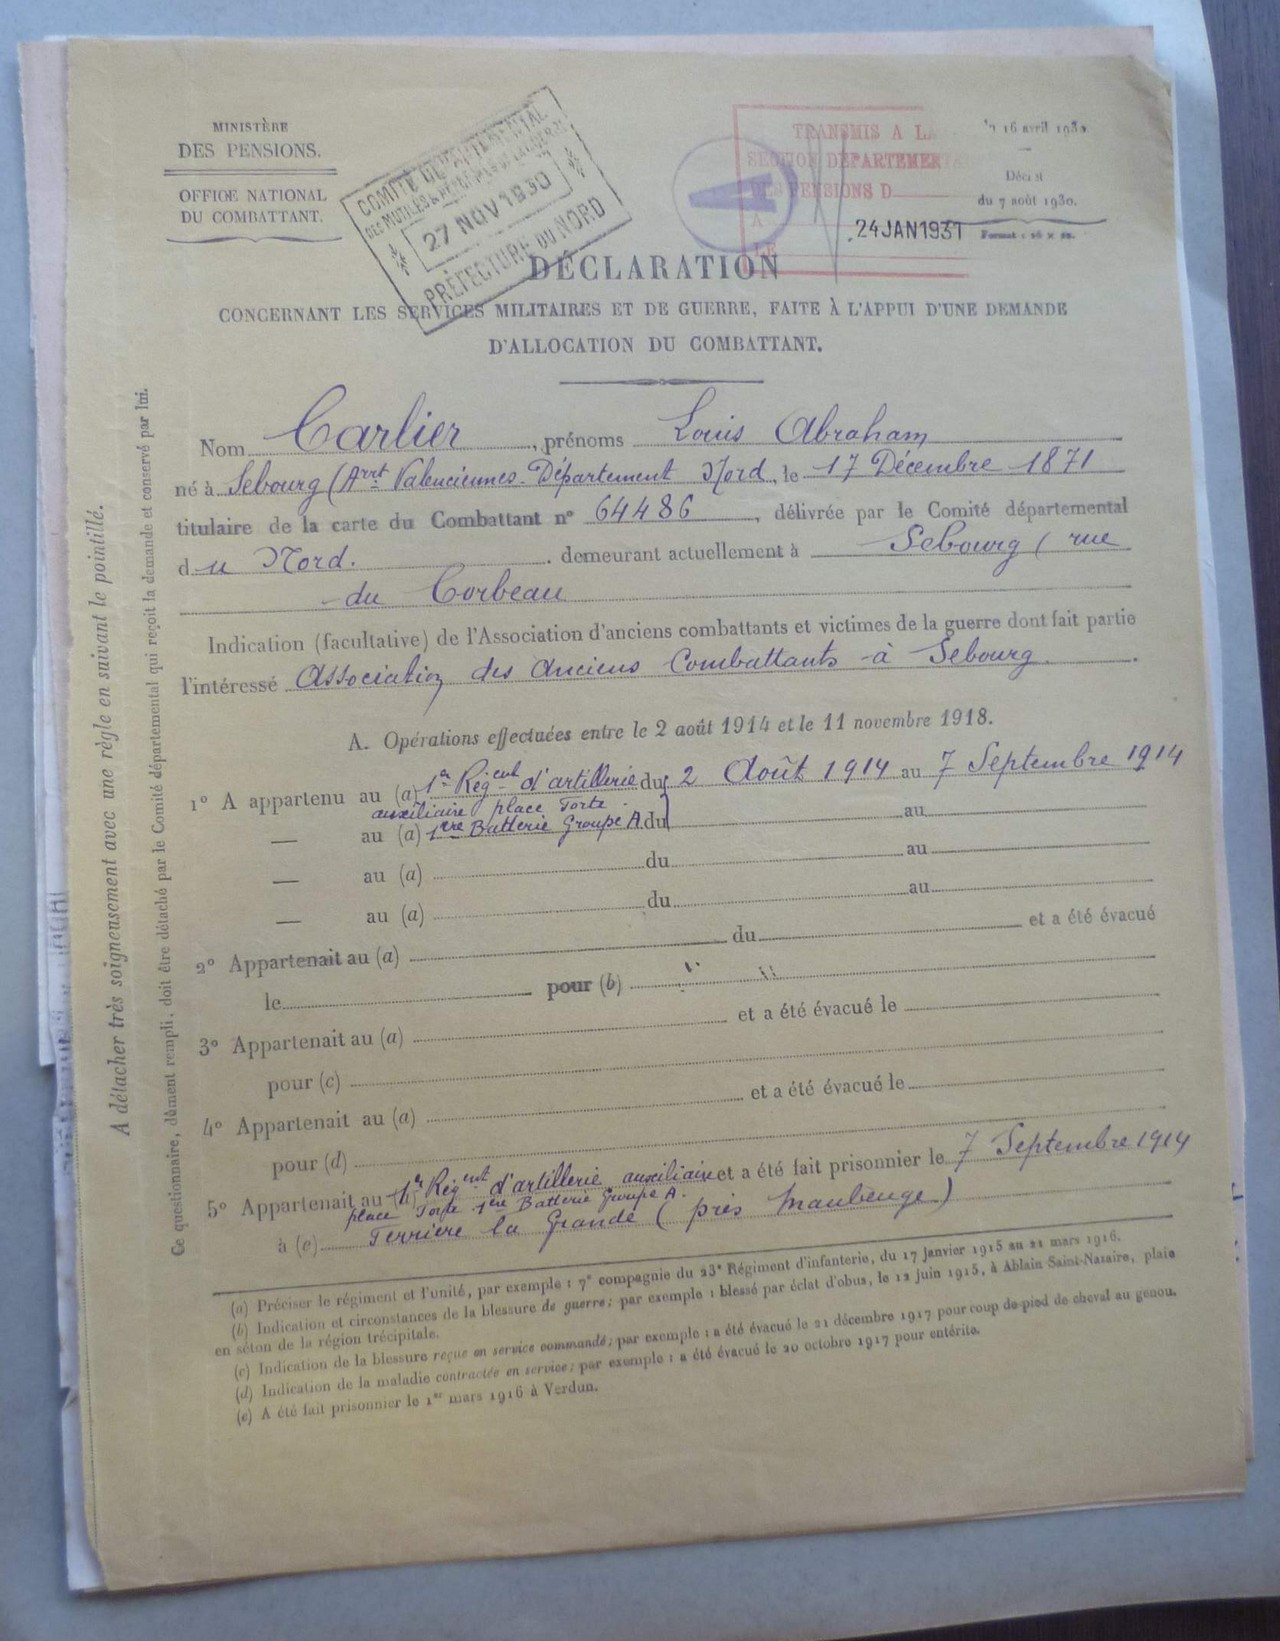 MINISTÈRE
DES PENSIONS.
OFFICE NATIONAL
DU COMBATTANT.
COMITÉ DÉPARTEMENTAL
DES MUTILÉS &
27 NOV 1930
PRÉFECTURE DU NORD
TRANSMIS A LA
SECTION DÉPARTEMENTA
DES PENSIONS D
A
LE
24 JAN 1931
16 avril 1930
du 7 août 1930.
Format :
DÉCLARATION
CONCERNANT LES SERVICES MILITAIRES ET DE GUERRE, FAITE À L'APPUI D'UNE DEMANDE
D'ALLOCATION DU COMBATTANT.
Nom Carlier, prénoms Louis Abraham
né à Sebourg (Arrt Valenciennes - Département Nord, le 17 Décembre 1871
titulaire de la carte du Combattant n° 64486, délivrée par le Comité départemental
du Nord. demeurant actuellement à Sebourg ( rue
du Corbeau
Indication (facultative) de l'Association d'anciens combattants et victimes de la guerre dont fait partie
l'intéressé Association des Anciens Combattants à Sebourg.
A. Opérations effectuées entre le 2 août 1914 et le 11 novembre 1918.
1° A appartenu au (a) 1er Régent d'artillerie du 2 Août 1914 au 7 Septembre 1914
auxiliaire place Forte
— au (a) 1ère Batterie Groupe A. du au
— au (a) du au
— au (a) du au
2° Appartenait au (a) du et a été évacué
le pour (b)
3° Appartenait au (a) et a été évacué le
pour (c)
4° Appartenait au (a) et a été évacué le
pour (d)
5° Appartenait au 1er Régent d'artillerie auxiliaire et a été fait prisonnier le 7 Septembre 1914
place Forte 1ère Batterie Groupe A.
à (e) Ferrière la Grande ( près Maubeuge )
(a) Préciser le régiment et l'unité, par exemple : 7e compagnie du 23e Régiment d'infanterie, du 17 janvier 1915 au 21 mars 1916.
(b) Indication et circonstances de la blessure de guerre; par exemple : blessé par éclat d'obus, le 12 juin 1915, à Ablain-Saint-Nazaire, plaie
en séton de la région trécipitale.
(c) Indication de la blessure reçue en service commandé; par exemple : a été évacué le 21 décembre 1917 pour coup de pied de cheval au genou.
(d) Indication de la maladie contractée en service; par exemple : a été évacué le 20 octobre 1917 pour entérite.
(e) A été fait prisonnier le 1er mars 1916 à Verdun.
A détacher très soigneusement avec une règle en suivant le pointillé.
Ce questionnaire, dûment rempli, doit être détaché par le Comité départemental qui reçoit la demande et conservé par lui.